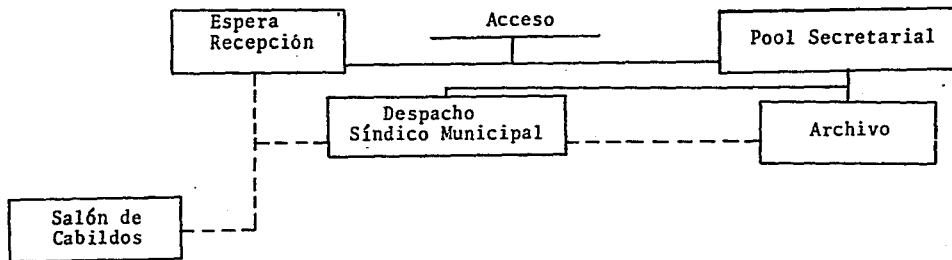 Espera
Recepción
Acceso
Pool Secretarial
Despacho
Síndico Municipal
Archivo
Salón de
Cabildos